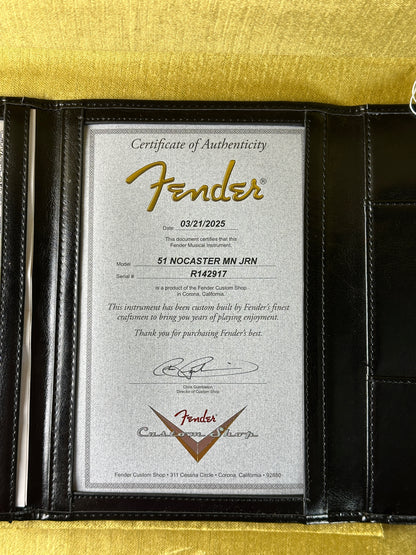 Certificate of Authenticity
Fender®
Date 03/21/2025
This document certifies that this
Fender Musical Instrument.
Model 51 NOCASTER MN JRN
Serial # R142917
is a product of the Fender Custom Shop
in Corona, California.
This instrument has been custom built by Fender's finest
craftsmen to bring you years of playing enjoyment.
Thank you for purchasing Fender's best.
Director of Custom Shop
Fender
Custom Shop
Fender Custom Shop • 311 Cessna Circle • Corona, California • 92880